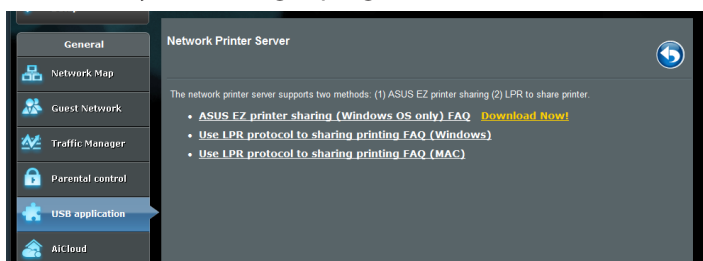 General
Network Map
Guest Network
Traffic Manager
Parental control
USB application
AiCloud
Network Printer Server
The network printer server supports two methods: (1) ASUS EZ printer sharing (2) LPR to share printer.
ASUS EZ printer sharing (Windows OS only) FAQ Download Now!
Use LPR protocol to sharing printing FAQ (Windows)
Use LPR protocol to sharing printing FAQ (MAC)